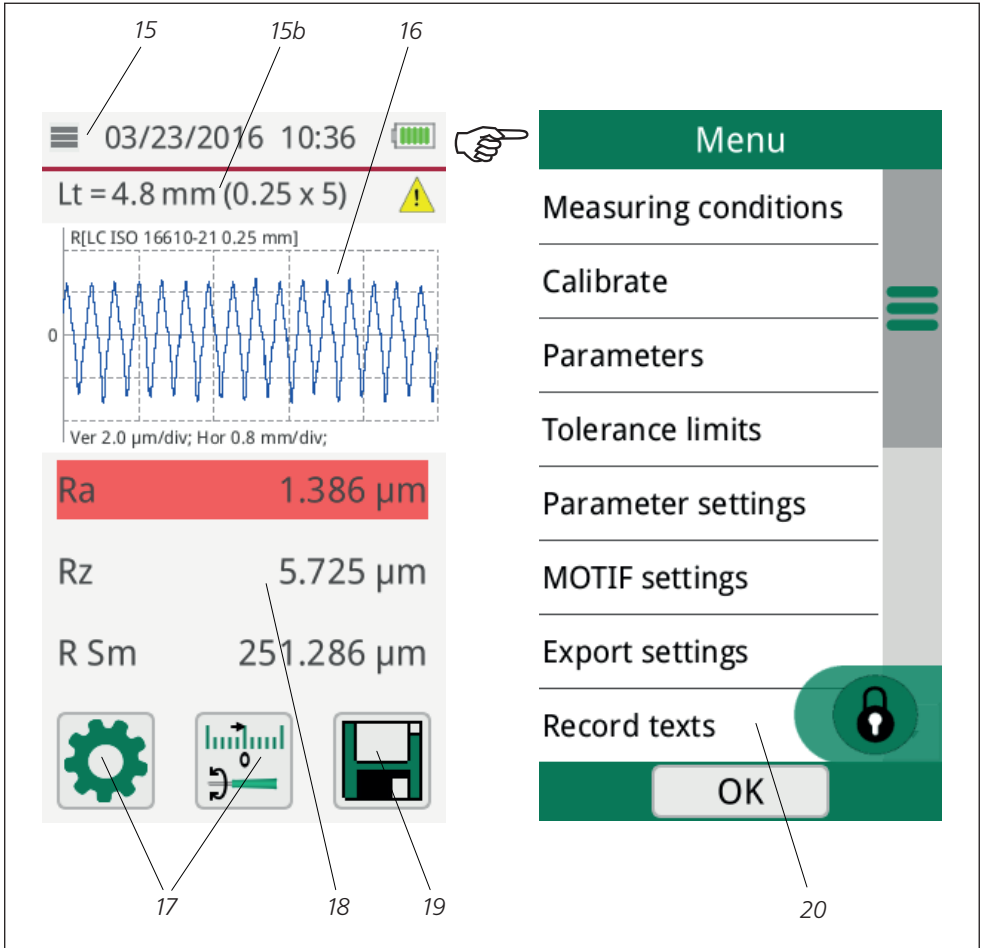 15 15b 16
03/23/2016 10:36
Lt = 4.8 mm (0.25 x 5)
R[LC ISO 16610-21 0.25 mm]
0
Ver 2.0 µm/div; Hor 0.8 mm/div;
Ra 1.386 µm
Rz 5.725 µm
R Sm 251.286 µm
0
17 18 19
Menu
Measuring conditions
Calibrate
Parameters
Tolerance limits
Parameter settings
MOTIF settings
Export settings
Record texts
OK
20